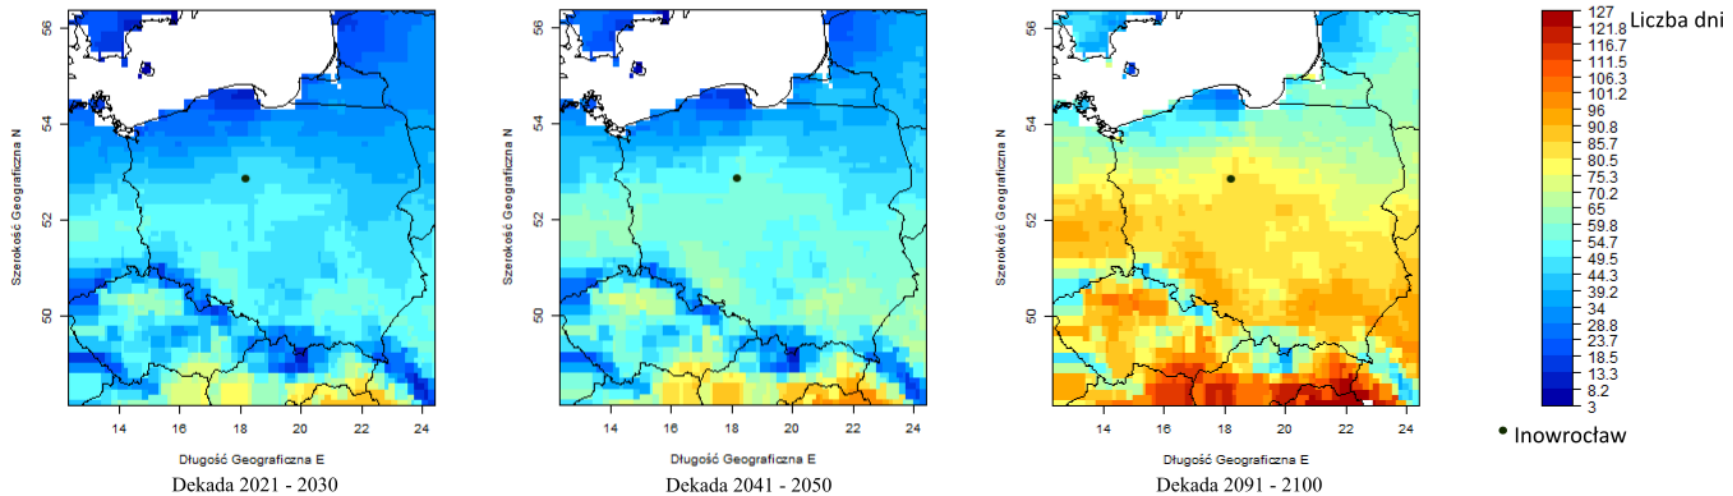 56
54
52
50
Szerokość Geograficzna N
14 16 18 20 22 24
Długość Geograficzna E
Dekada 2021 - 2030
56
54
52
50
Szerokość Geograficzna N
14 16 18 20 22 24
Długość Geograficzna E
Dekada 2041 - 2050
56
54
52
50
Szerokość Geograficzna N
14 16 18 20 22 24
Długość Geograficzna E
Dekada 2091 - 2100
Liczba dni
127
121.8
116.7
111.5
106.3
101.2
96
90.8
85.7
80.5
75.3
70.2
65
59.8
54.7
49.5
44.3
39.2
34
28.8
23.7
18.5
13.3
8.2
3
Inowrocław